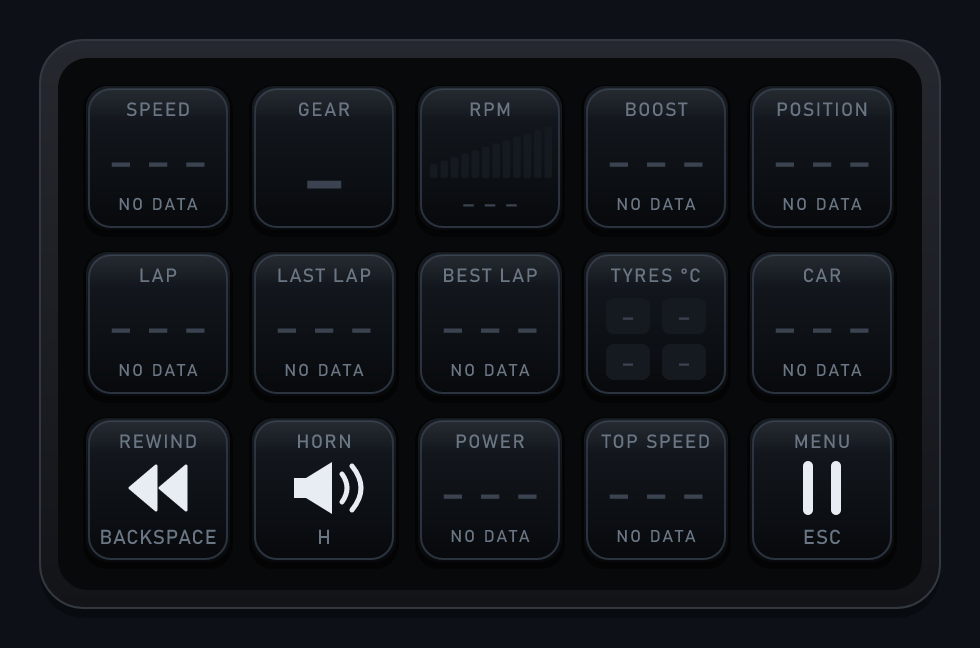 SPEED
GEAR
RPM
BOOST
POSITION
– – –
–
– – –
– – –
NO DATA
– – –
NO DATA
NO DATA
LAP
LAST LAP
BEST LAP
TYRES °C
CAR
– – –
– – –
– – –
– –
– – –
NO DATA
NO DATA
NO DATA
– –
NO DATA
REWIND
HORN
POWER
TOP SPEED
MENU
– – –
– – –
BACKSPACE
H
NO DATA
NO DATA
ESC